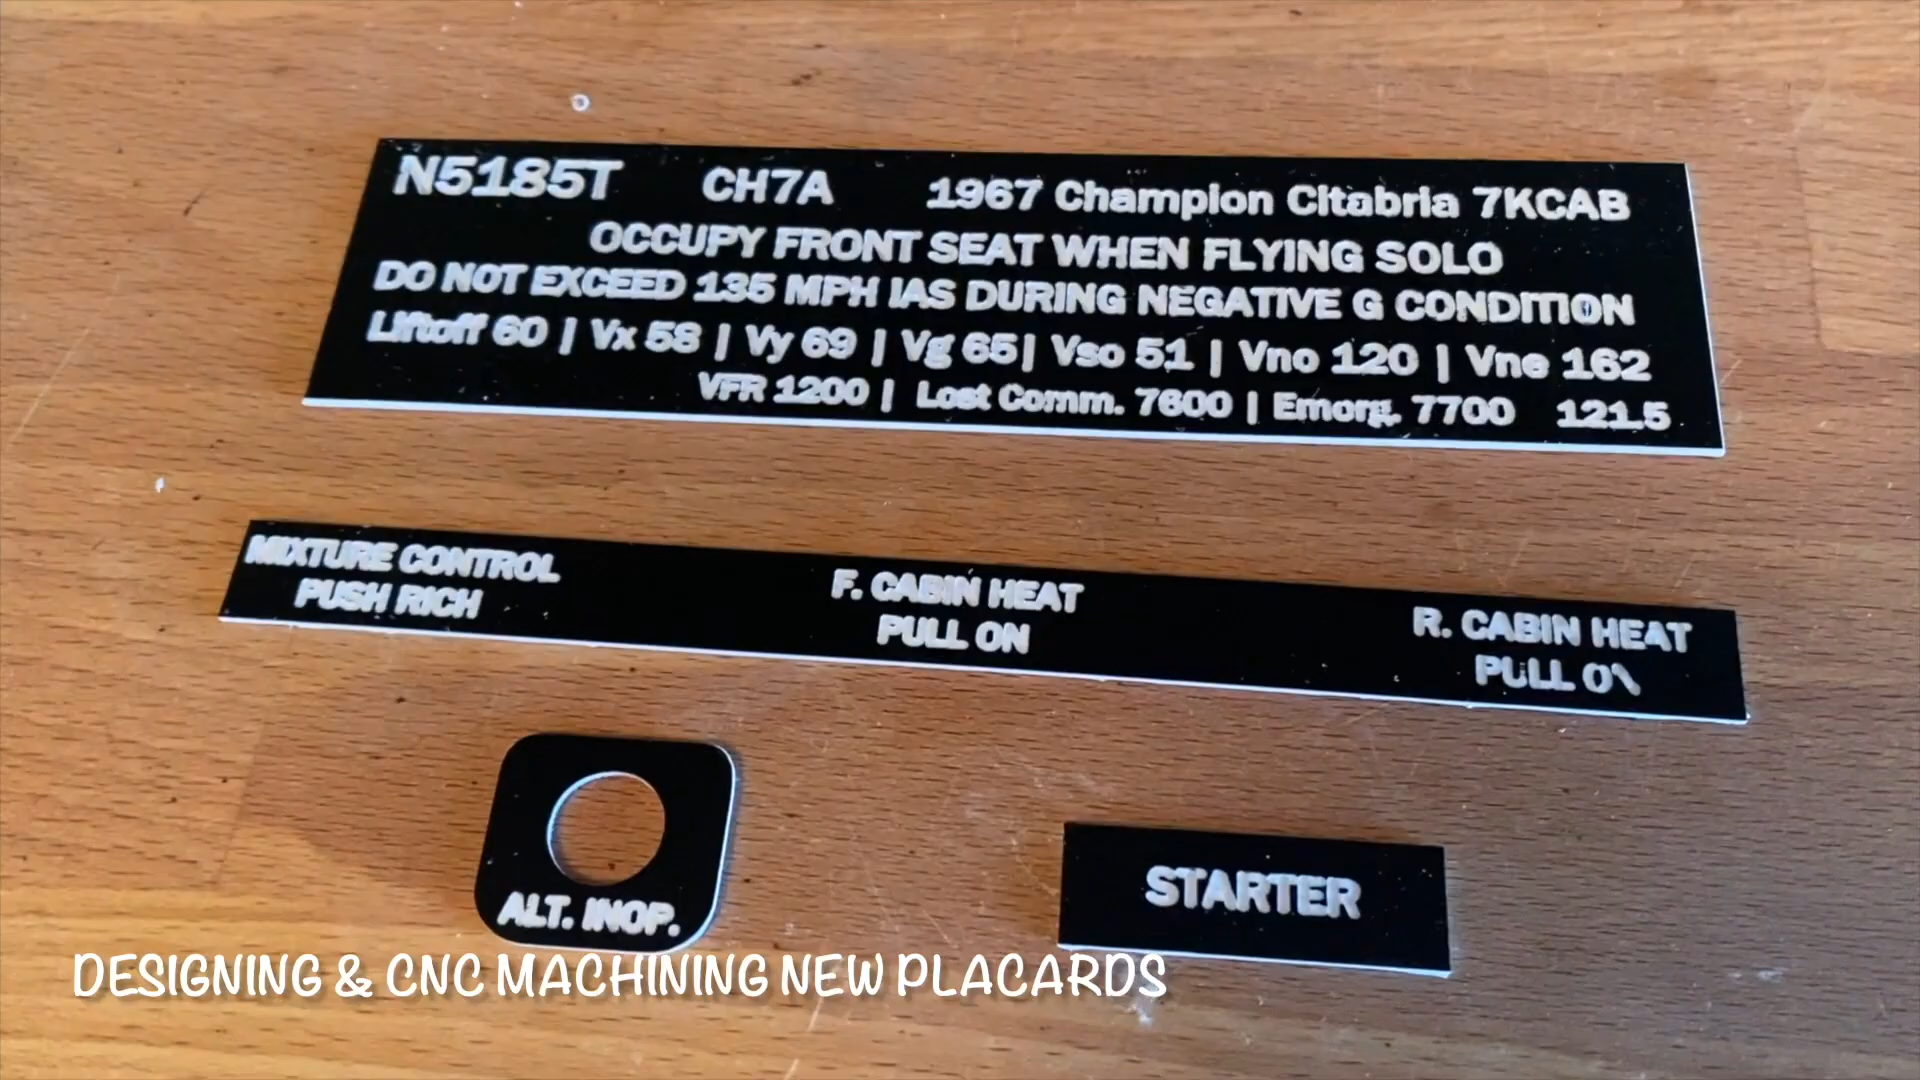 N5185T CH7A 1967 Champion Citabria 7KCAB
OCCUPY FRONT SEAT WHEN FLYING SOLO
DO NOT EXCEED 135 MPH IAS DURING NEGATIVE G CONDITION
Liftoff 60 | Vx 58 | Vy 69 | Vg 65| Vso 51 | Vno 120 | Vne 162
VFR 1200 | Lost Comm. 7600 | Emerg. 7700 121.5
MIXTURE CONTROL
PUSH RICH
F. CABIN HEAT
PULL ON
R. CABIN HEAT
PULL ON
ALT. INOP.
STARTER
DESIGNING & CNC MACHINING NEW PLACARDS